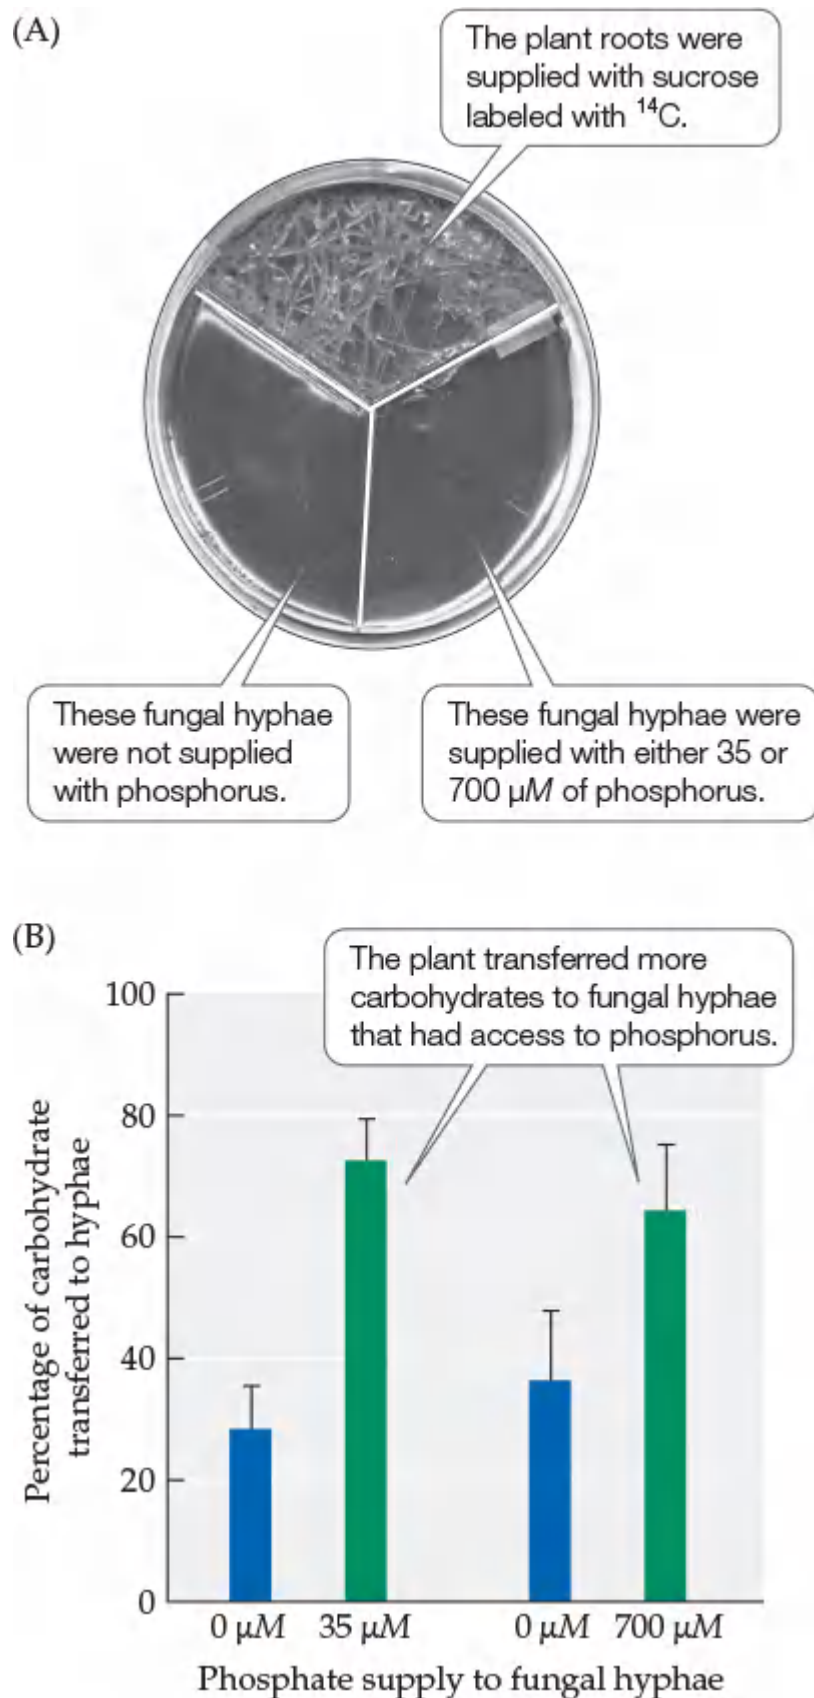 (A)
The plant roots were
supplied with sucrose
labeled with ¹⁴C.
These fungal hyphae
were not supplied
with phosphorus.
These fungal hyphae were
supplied with either 35 or
700 µM of phosphorus.
(B)
The plant transferred more
carbohydrates to fungal hyphae
that had access to phosphorus.
Percentage of carbohydrate
transferred to hyphae
100
80
60
40
20
0
0 µM 35 µM 0 µM 700 µM
Phosphate supply to fungal hyphae